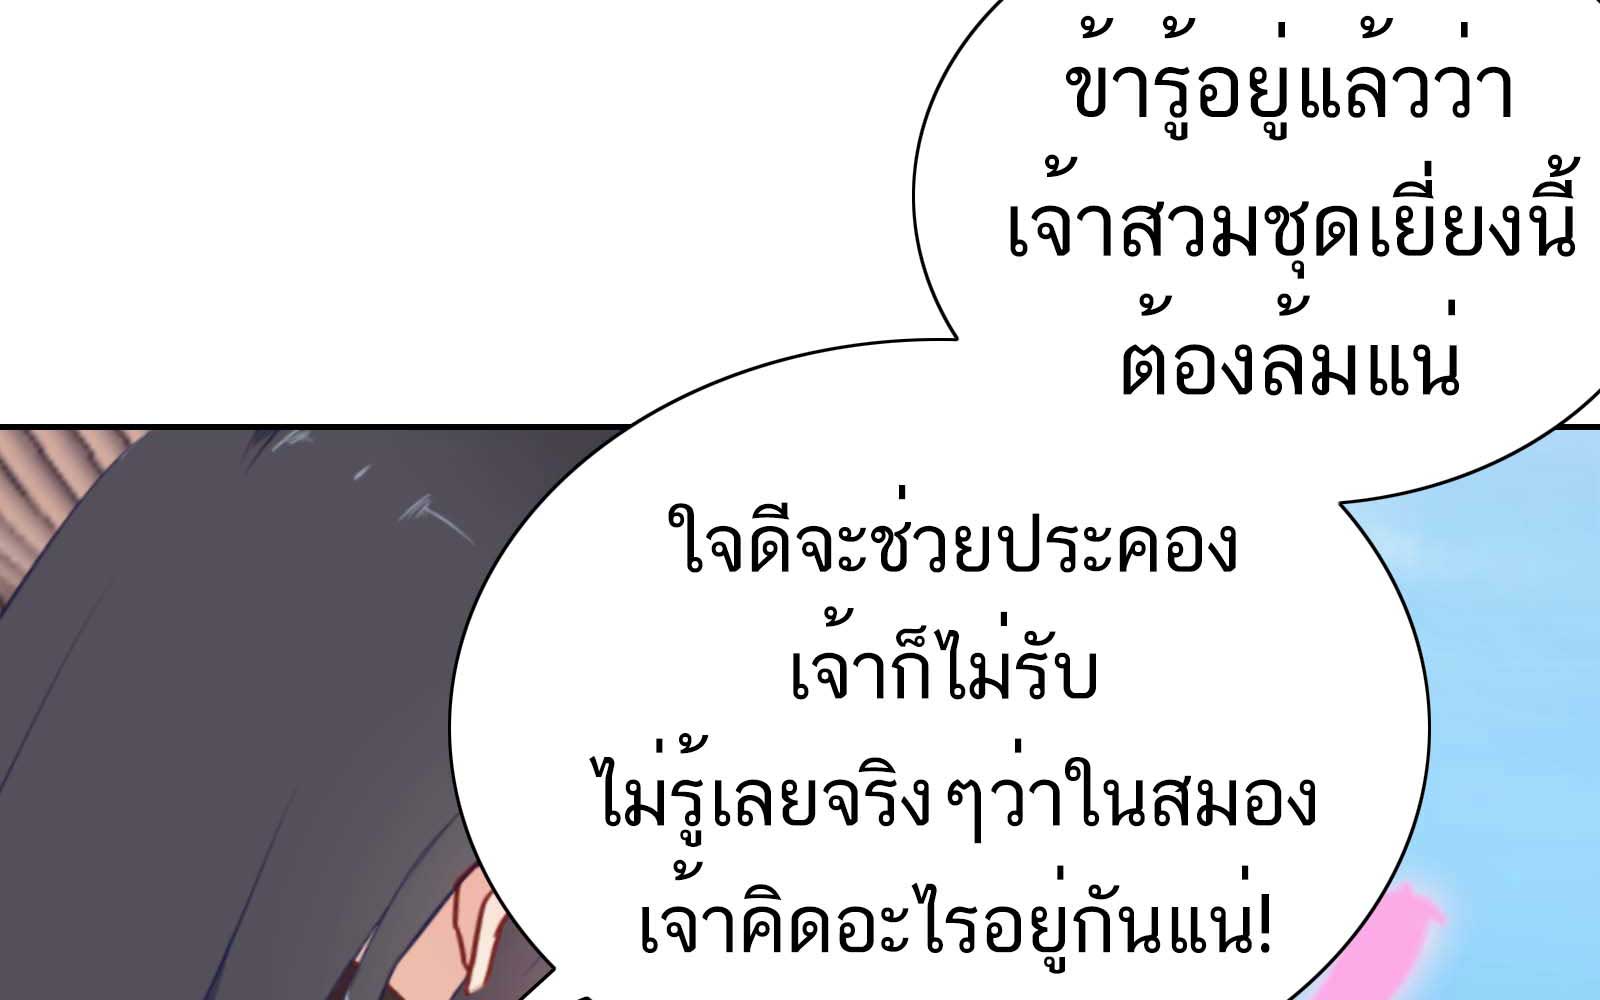 ข้ารู้อยู่แล้วว่า
เจ้าสวมชุดเยี่ยงนี้
ต้องล้มแน่
ใจดีจะช่วยประคอง
เจ้าก็ไม่รับ
ไม่รู้เลยจริงๆว่าในสมอง
เจ้าคิดอะไรอยู่กันแน่!